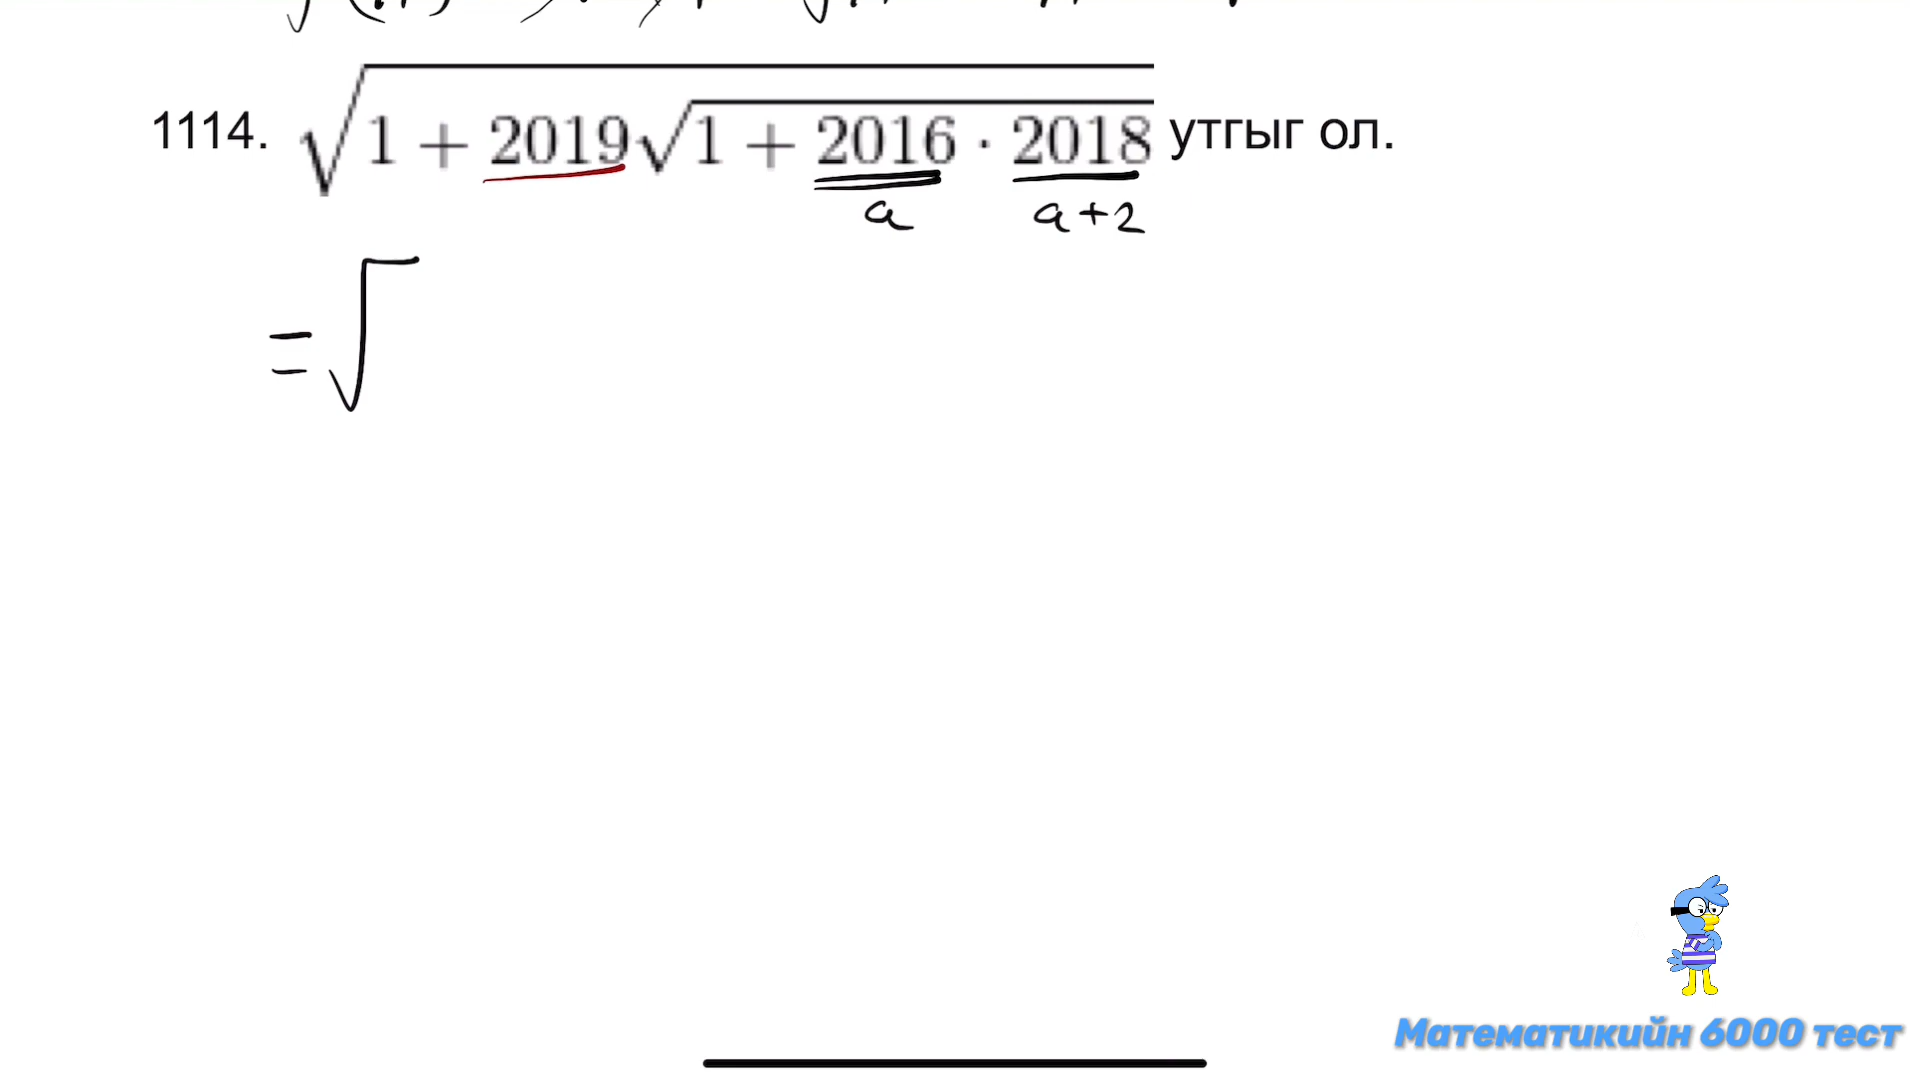 1114. √(1 + 2019√(1 + 2016 · 2018)) утгыг ол.
a a+2
= √
Математикийн 6000 тест